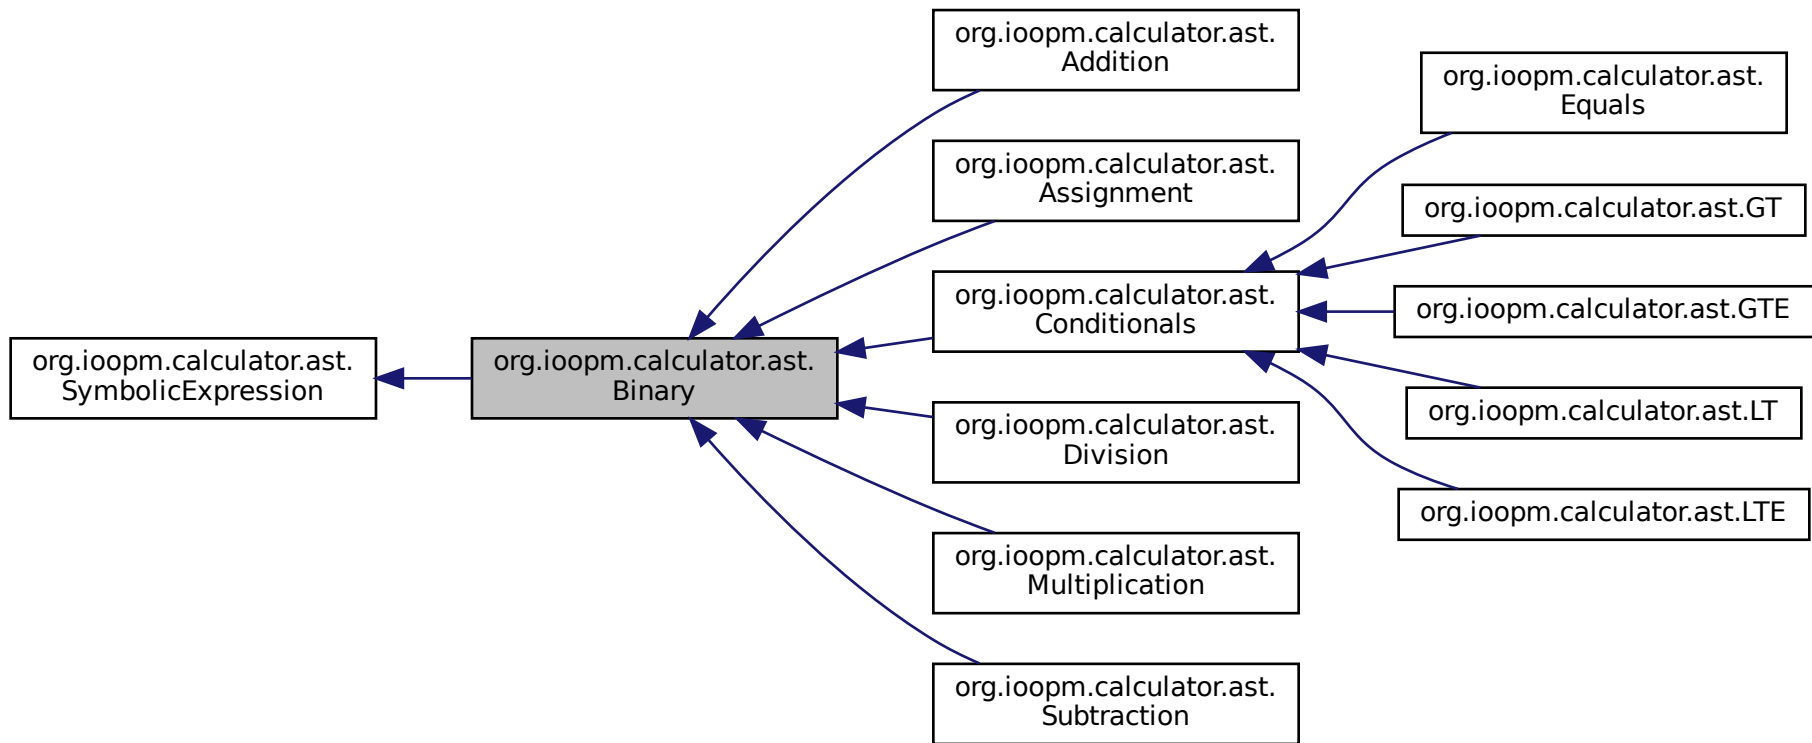 org.ioopm.calculator.ast.
SymbolicExpression
org.ioopm.calculator.ast.
Binary
org.ioopm.calculator.ast.
Addition
org.ioopm.calculator.ast.
Assignment
org.ioopm.calculator.ast.
Conditionals
org.ioopm.calculator.ast.
Division
org.ioopm.calculator.ast.
Multiplication
org.ioopm.calculator.ast.
Subtraction
org.ioopm.calculator.ast.
Equals
org.ioopm.calculator.ast.GT
org.ioopm.calculator.ast.GTE
org.ioopm.calculator.ast.LT
org.ioopm.calculator.ast.LTE